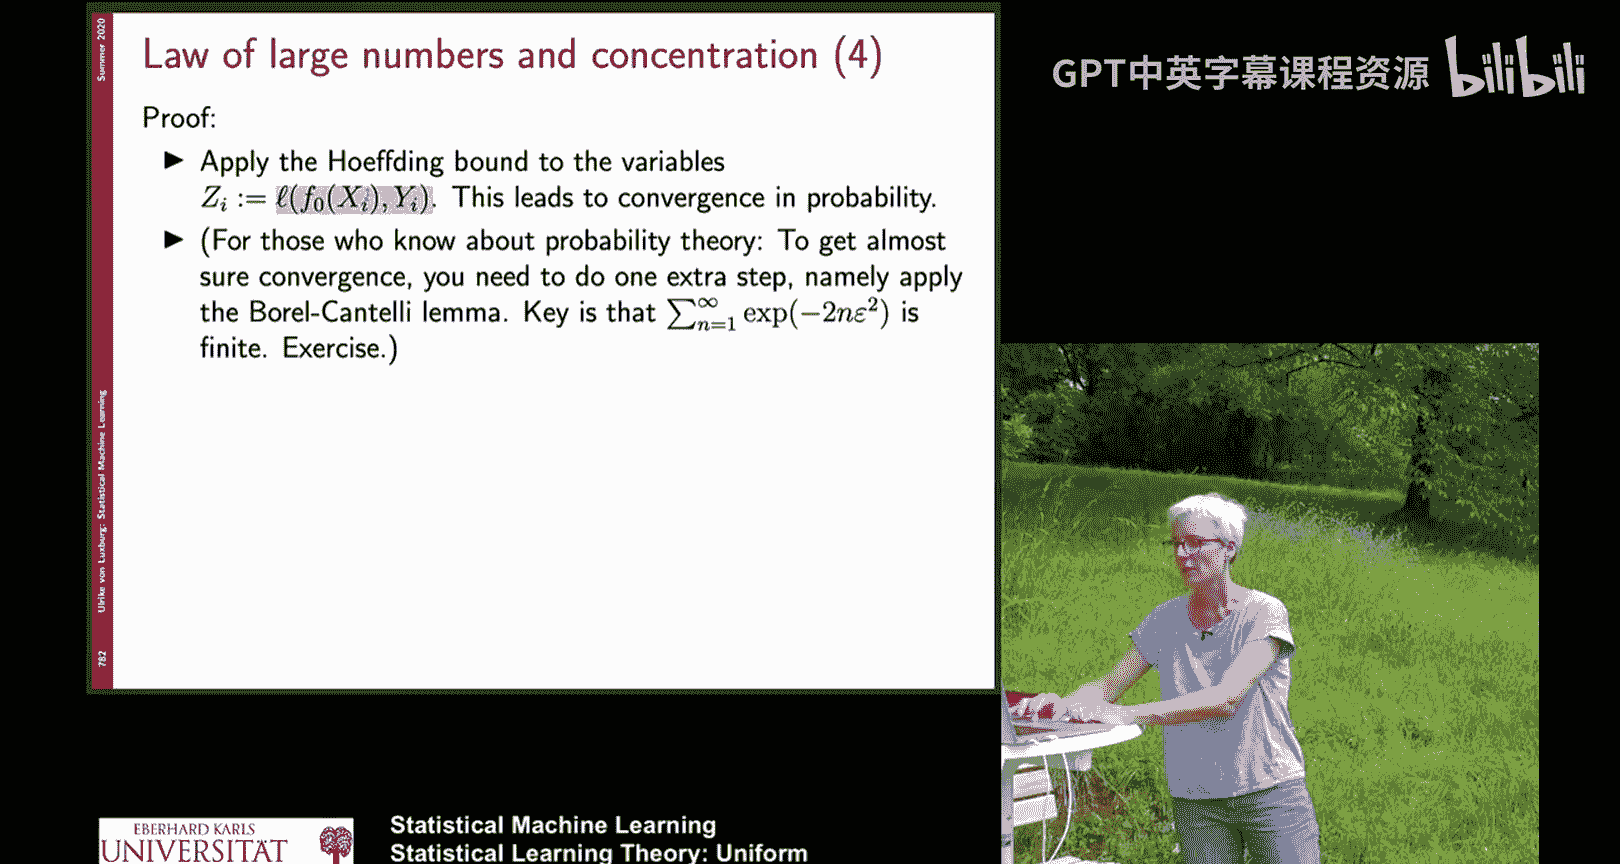 Law of large numbers and concentration (4)
Summer 2020
Proof:
► Apply the Hoeffding bound to the variables
Z_i := ℓ(f_0(X_i), Y_i). This leads to convergence in probability.
► (For those who know about probability theory: To get almost
sure convergence, you need to do one extra step, namely apply
the Borel-Cantelli lemma. Key is that ∑_{n=1}^{∞} exp(−2nε²) is
finite. Exercise.)
Ulrike von Luxburg: Statistical Machine Learning
782
GPT中英字幕课程资源
bilibili
EBERHARD KARLS
UNIVERSITÄT
Statistical Machine Learning
Statistical Learning Theory: Uniform